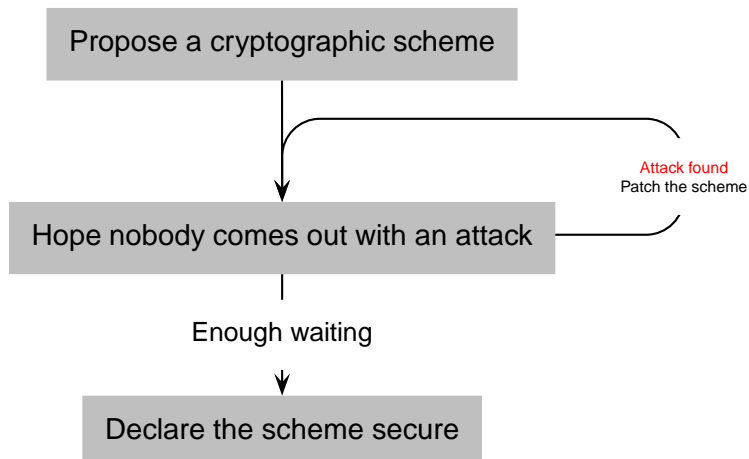 Propose a cryptographic scheme
Attack found
Patch the scheme
Hope nobody comes out with an attack
Enough waiting
Declare the scheme secure